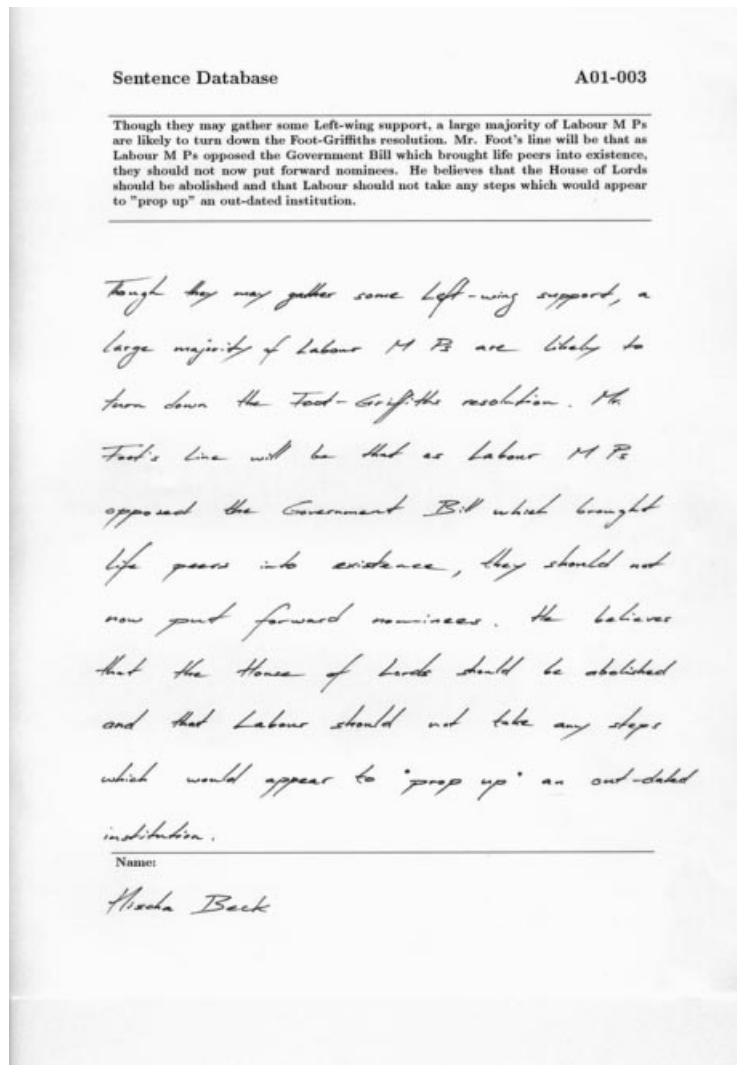 Sentence Database A01-003
Though they may gather some Left-wing support, a large majority of Labour M Ps
are likely to turn down the Foot-Griffiths resolution. Mr. Foot's line will be that as
Labour M Ps opposed the Government Bill which brought life peers into existence,
they should not now put forward nominees. He believes that the House of Lords
should be abolished and that Labour should not take any steps which would appear
to "prop up" an out-dated institution.
Though they may gather some Left-wing support, a
large majority of Labour M Ps are likely to
turn down the Foot-Griffiths resolution. Mr.
Foot's line will be that as Labour M Ps
opposed the Government Bill which brought
life peers into existence, they should not
now put forward nominees. He believes
that the House of Lords should be abolished
and that Labour should not take any steps
which would appear to "prop up" an out-dated
institution.
Name:
Mischa Beck